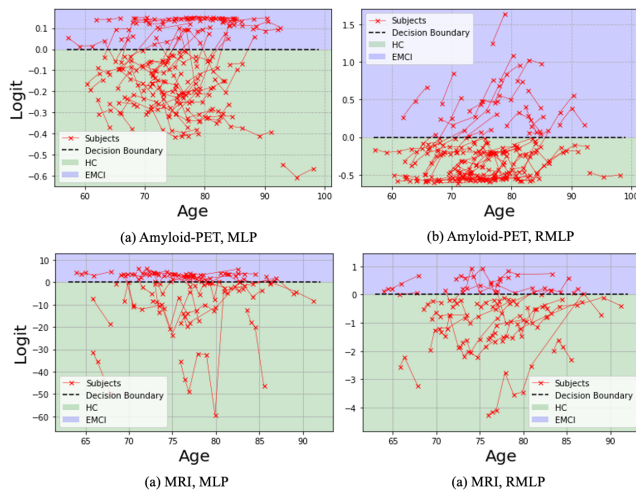 0.1
0.0
−0.1
−0.2
−0.3
−0.4
−0.5
−0.6
Logit
Subjects
Decision Boundary
HC
EMCI
60 70 80 90 100
Age
(a) Amyloid-PET, MLP
1.5
1.0
0.5
0.0
−0.5
Subjects
Decision Boundary
HC
EMCI
60 70 80 90 100
Age
(b) Amyloid-PET, RMLP
10
0
−10
−20
−30
−40
−50
−60
Logit
Subjects
Decision Boundary
HC
EMCI
65 70 75 80 85 90
Age
(a) MRI, MLP
1
0
−1
−2
−3
−4
Subjects
Decision Boundary
HC
EMCI
65 70 75 80 85 90
Age
(a) MRI, RMLP